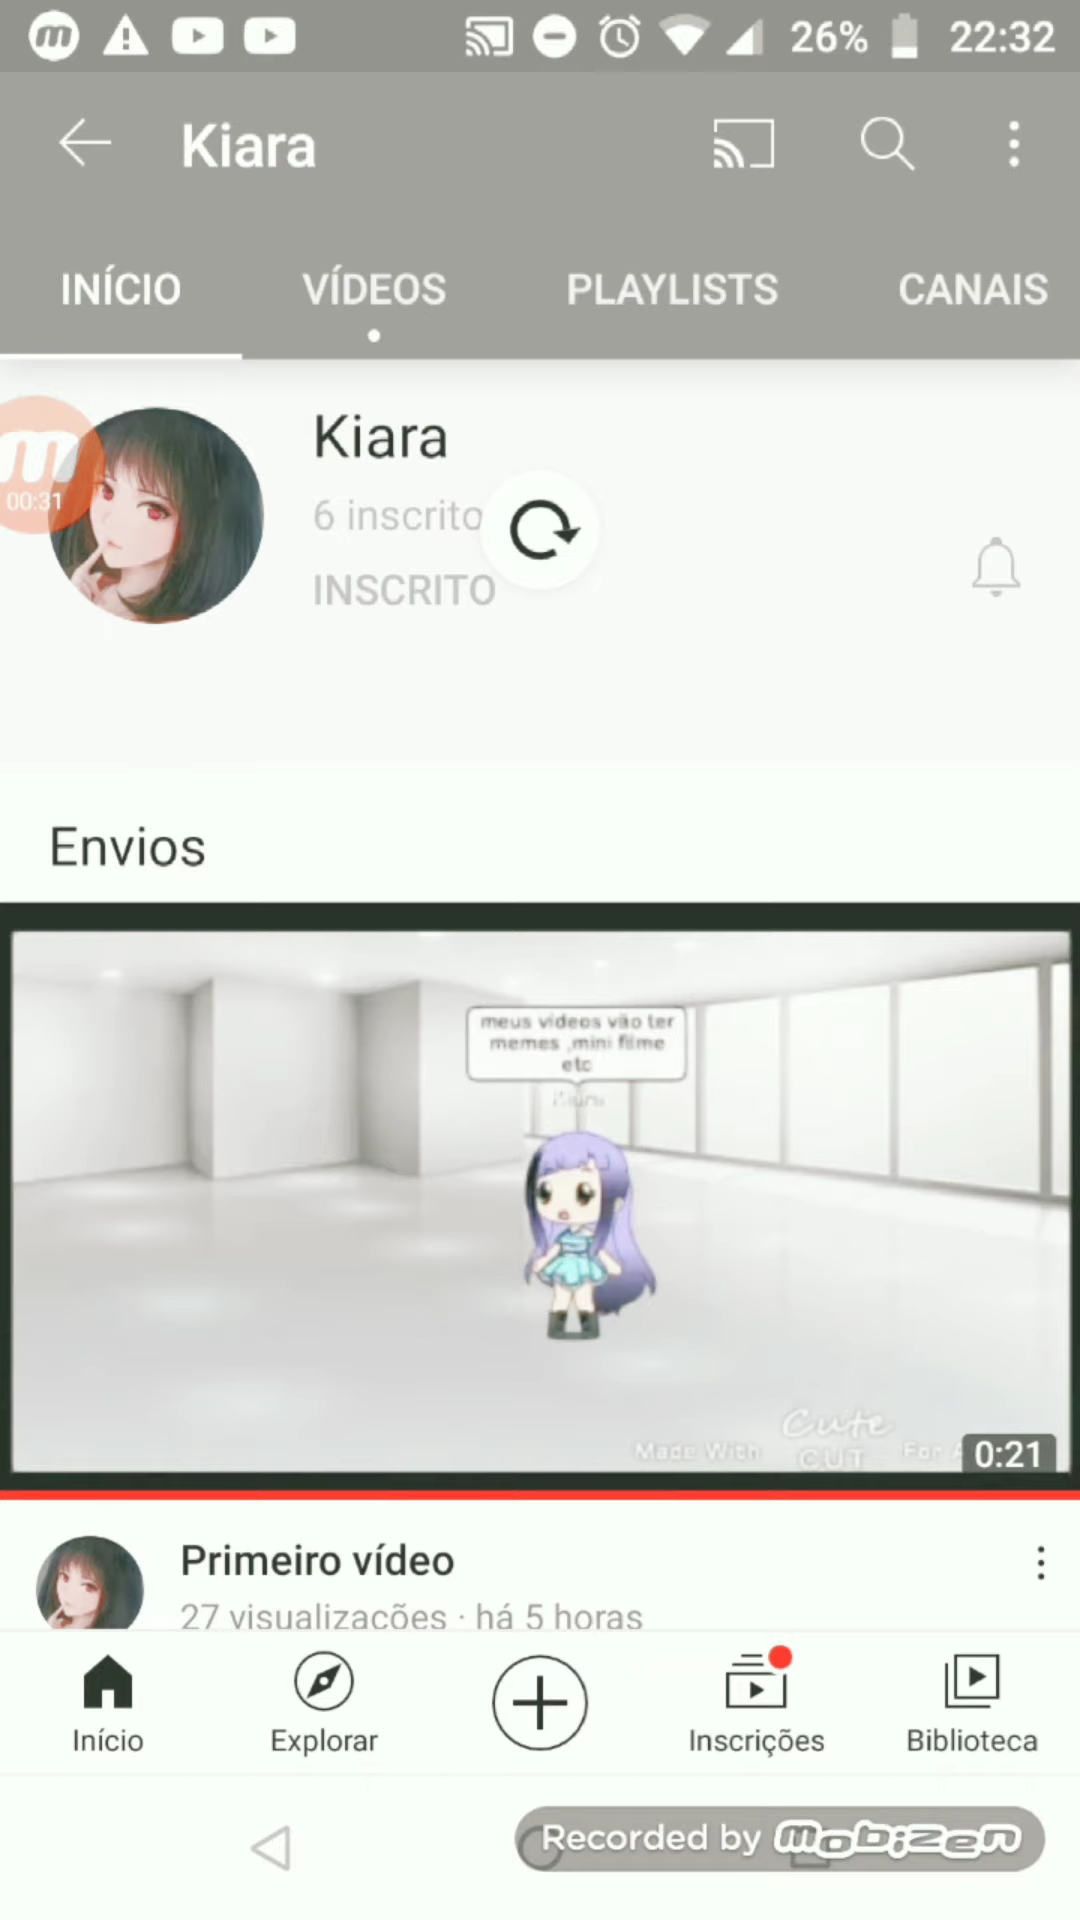 26% 22:32
Kiara
INÍCIO VÍDEOS PLAYLISTS CANAIS
m
00:31
Kiara
6 inscrito
INSCRITO
Envios
meus vídeos vão ter
memes ,mini filme
etc
Cute
Made With CUT For
0:21
Primeiro vídeo
27 visualizações · há 5 horas
Início Explorar Inscrições Biblioteca
Recorded by mobizen